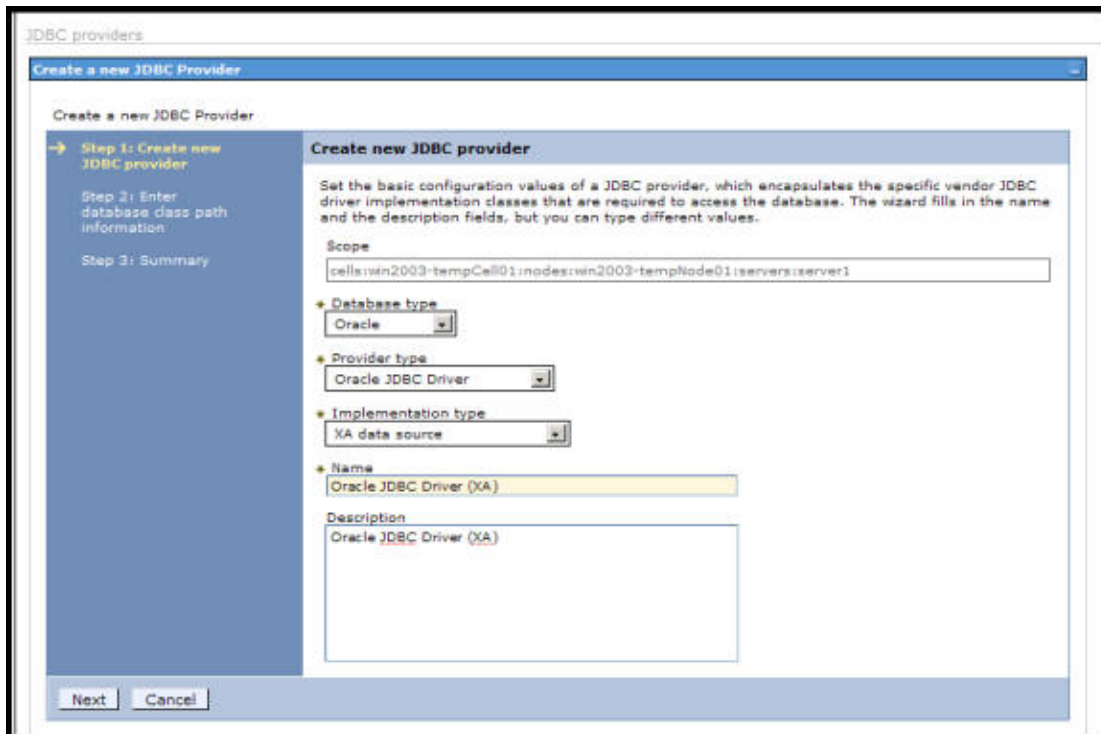 JDBC providers
Create a new JDBC Provider
Create a new JDBC Provider
Step 1: Create new
JDBC provider
Step 2: Enter
database class path
information
Step 3: Summary
Create new JDBC provider
Set the basic configuration values of a JDBC provider, which encapsulates the specific vendor JDBC
driver implementation classes that are required to access the database. The wizard fills in the name
and the description fields, but you can type different values.
Scope
cells:win2003-tempCell01:nodes:win2003-tempNode01:servers:server1
Database type
Oracle
Provider type
Oracle JDBC Driver
Implementation type
XA data source
Name
Oracle JDBC Driver (XA)
Description
Oracle JDBC Driver (XA)
Next Cancel